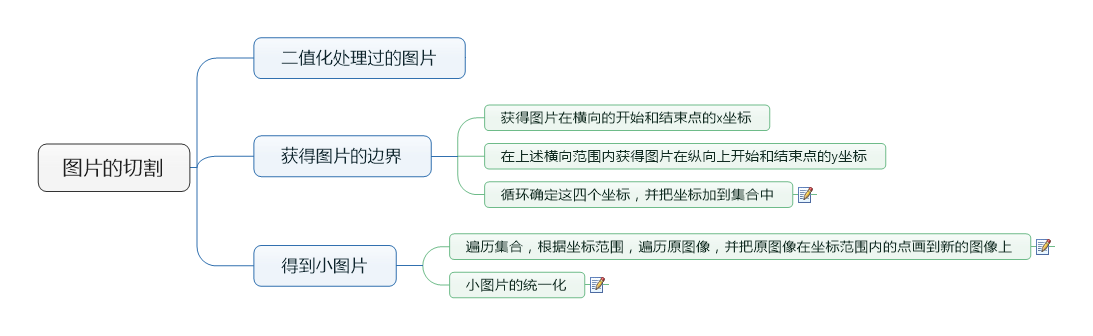 图片的切割
二值化处理过的图片
获得图片的边界
获得图片在横向的开始和结束点的x坐标
在上述横向范围内获得图片在纵向上开始和结束点的y坐标
循环确定这四个坐标，并把坐标加到集合中
得到小图片
遍历集合，根据坐标范围，遍历原图像，并把原图像在坐标范围内的点画到新的图像上
小图片的统一化